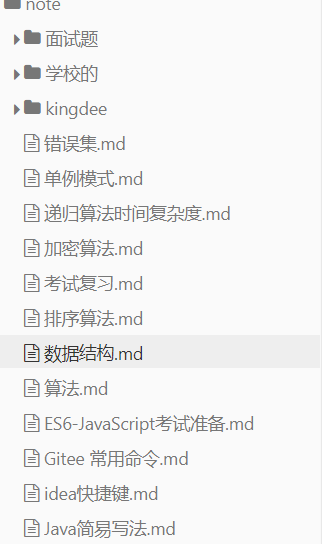 note
面试题
学校的
kingdee
错误集.md
单例模式.md
递归算法时间复杂度.md
加密算法.md
考试复习.md
排序算法.md
数据结构.md
算法.md
ES6-JavaScript考试准备.md
Gitee 常用命令.md
idea快捷键.md
Java简易写法.md